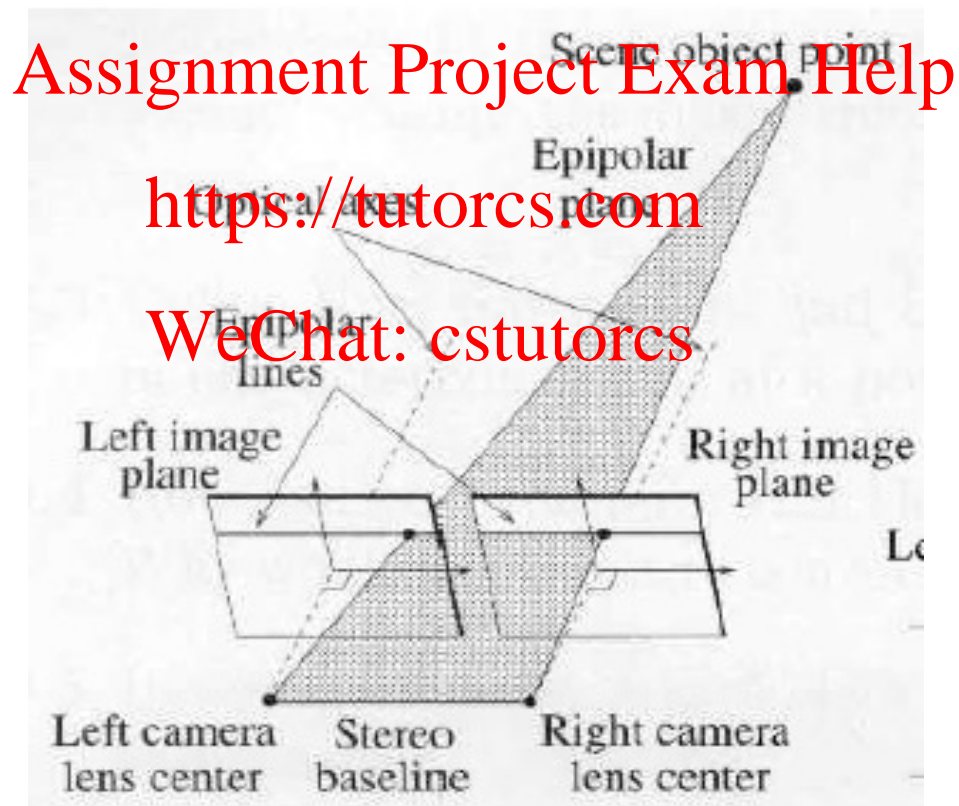 Scene object point
Assignment Project Exam Help
Epipolar
plane
Optical axes
https://tutorcs.com
Epipolar
lines
WeChat: cstutorcs
Left image
plane
Right image
plane
Left camera
lens center
Stereo
baseline
Right camera
lens center